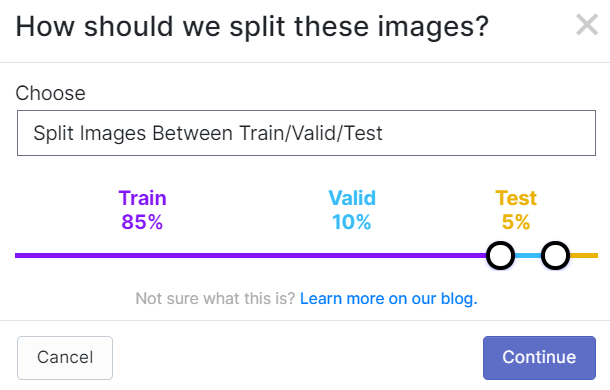 How should we split these images?
Choose
Split Images Between Train/Valid/Test
Train Valid Test
85% 10% 5%
Not sure what this is? Learn more on our blog.
Cancel Continue